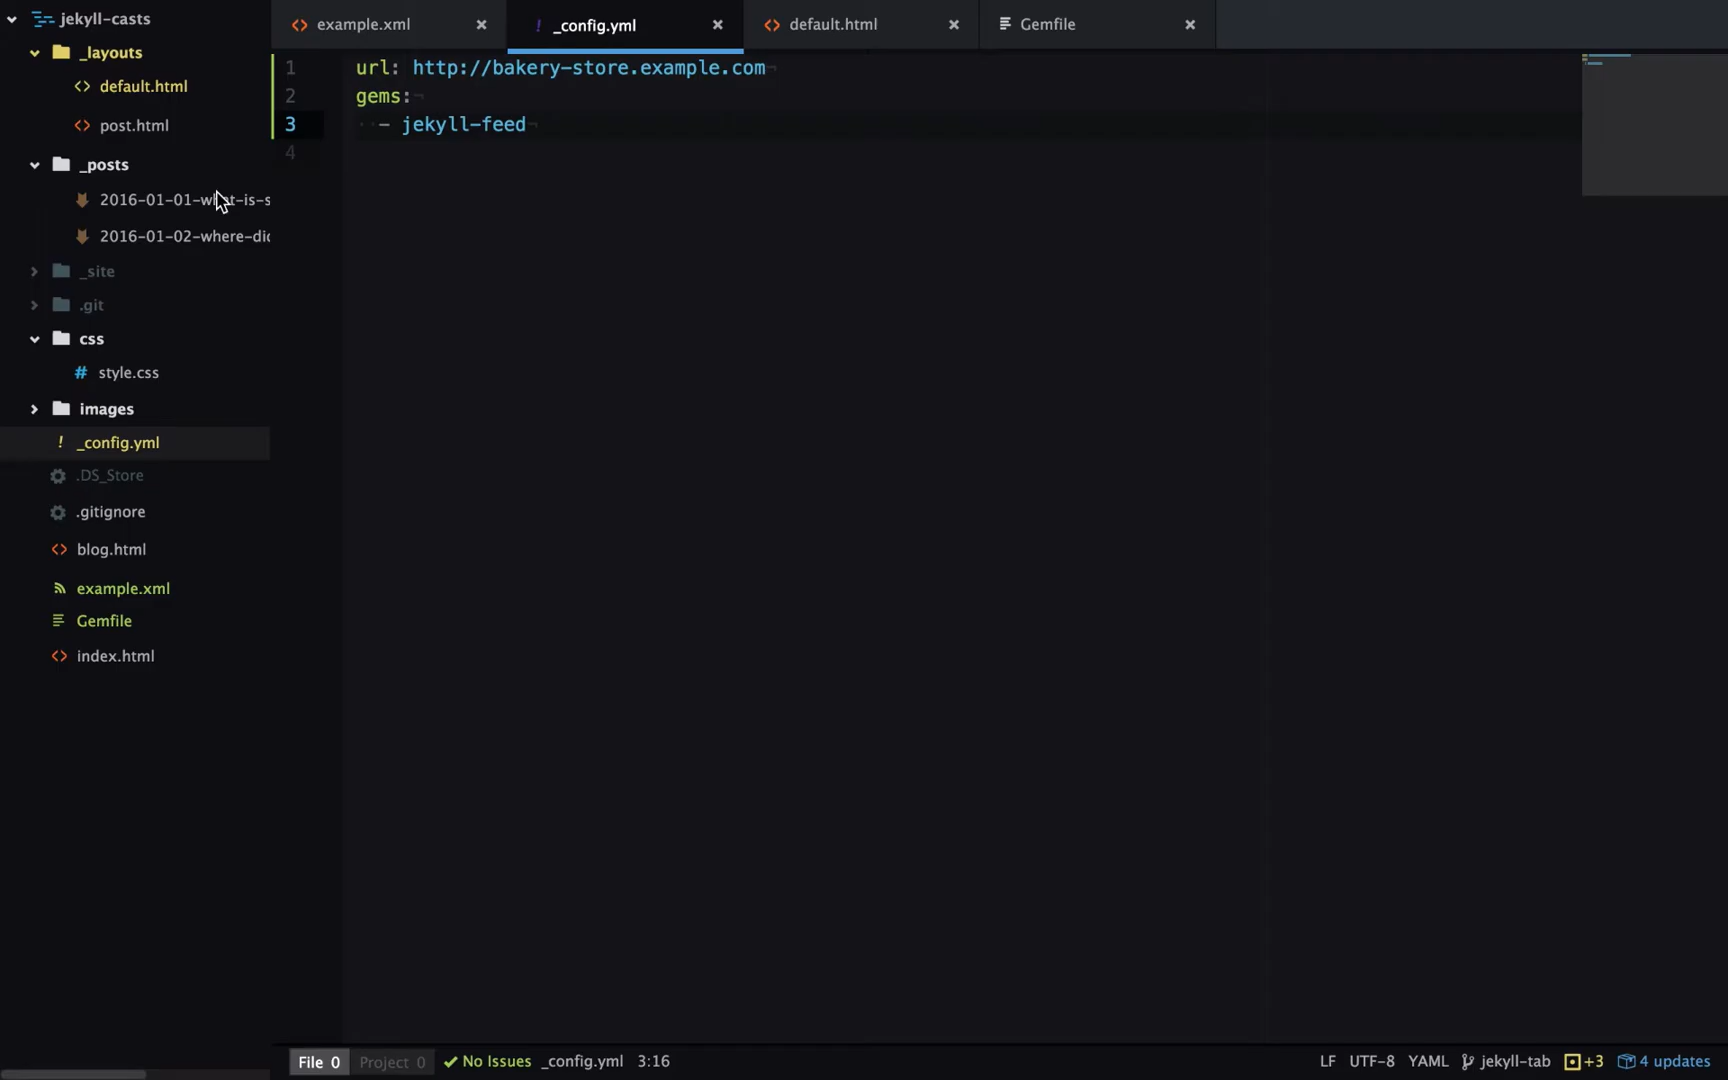 jekyll-casts
_layouts
default.html
post.html
_posts
2016-01-01-what-is-s
2016-01-02-where-did
_site
.git
css
# style.css
images
! _config.yml
.DS_Store
.gitignore
blog.html
example.xml
Gemfile
index.html
example.xml
! _config.yml
default.html
Gemfile
1 url: http://bakery-store.example.com
2 gems:
3 - jekyll-feed
4
File 0 Project 0 No Issues _config.yml 3:16 LF UTF-8 YAML jekyll-tab +3 4 updates